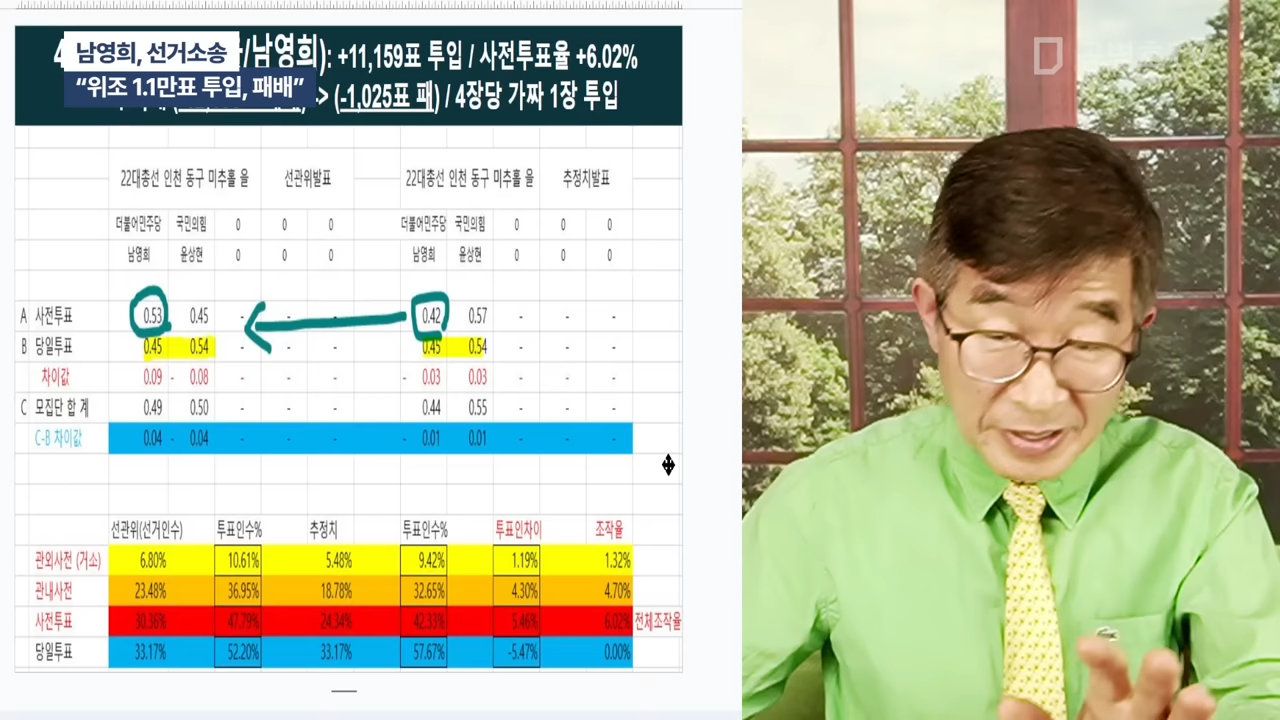 남영희, 선거소송
“위조 1.1만표 투입, 패배”
/남영희): +11,159표 투입 / 사전투표율 +6.02%
-> (-1,025표 패) / 4장당 가짜 1장 투입
22대총선 인천 동구 미추홀 을 선관위발표 22대총선 인천 동구 미추홀 을 추정치발표
더불어민주당 국민의힘 0 0 0 더불어민주당 국민의힘 0 0 0
남영희 윤상현 0 0 0 남영희 윤상현 0 0 0
A 사전투표 0.53 0.45 - - - 0.42 0.57 - - -
B 당일투표 0.45 0.54 - - - 0.45 0.54 - - -
차이값 0.09 - 0.08 - - - - 0.03 0.03 - - -
C 모집단 합 계 0.49 0.50 - - - 0.44 0.55 - - -
C-B 차이값 0.04 - 0.04 - - - - 0.01 0.01 - - -
선관위(선거인수) 투표인수% 추정치 투표인수% 투표인차이 조작율
관외사전 (거소) 6.80% 10.61% 5.48% 9.42% 1.19% 1.32%
관내사전 23.48% 36.95% 18.78% 32.65% 4.30% 4.70%
사전투표 30.36% 47.79% 24.34% 42.33% 5.46% 6.02% 전체조작율
당일투표 33.17% 52.20% 33.17% 57.67% -5.47% 0.00%